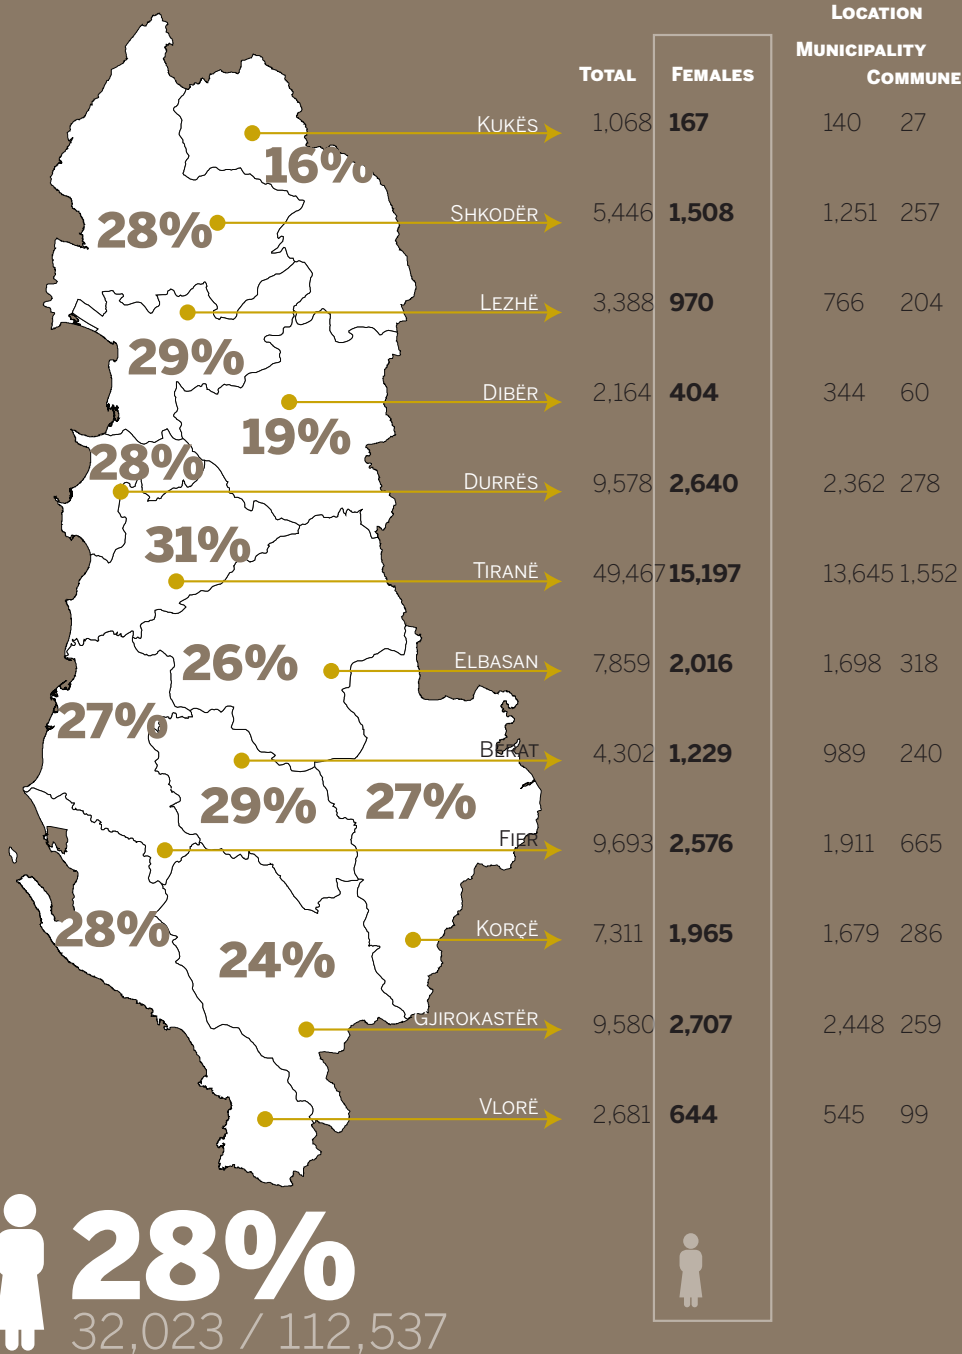 LOCATION
MUNICIPALITY
TOTAL FEMALES COMMUNE
KUKËS 1,068 167 140 27
16%
SHKODËR 5,446 1,508 1,251 257
28%
LEZHË 3,388 970 766 204
29%
DIBËR 2,164 404 344 60
19%
28%
DURRËS 9,578 2,640 2,362 278
31%
TIRANË 49,467 15,197 13,645 1,552
ELBASAN 7,859 2,016 1,698 318
26%
27%
BERAT 4,302 1,229 989 240
29%
27%
FIER 9,693 2,576 1,911 665
KORÇË 7,311 1,965 1,679 286
28%
24%
GJIROKASTËR 9,580 2,707 2,448 259
VLORË 2,681 644 545 99
28%
32,023 / 112,537